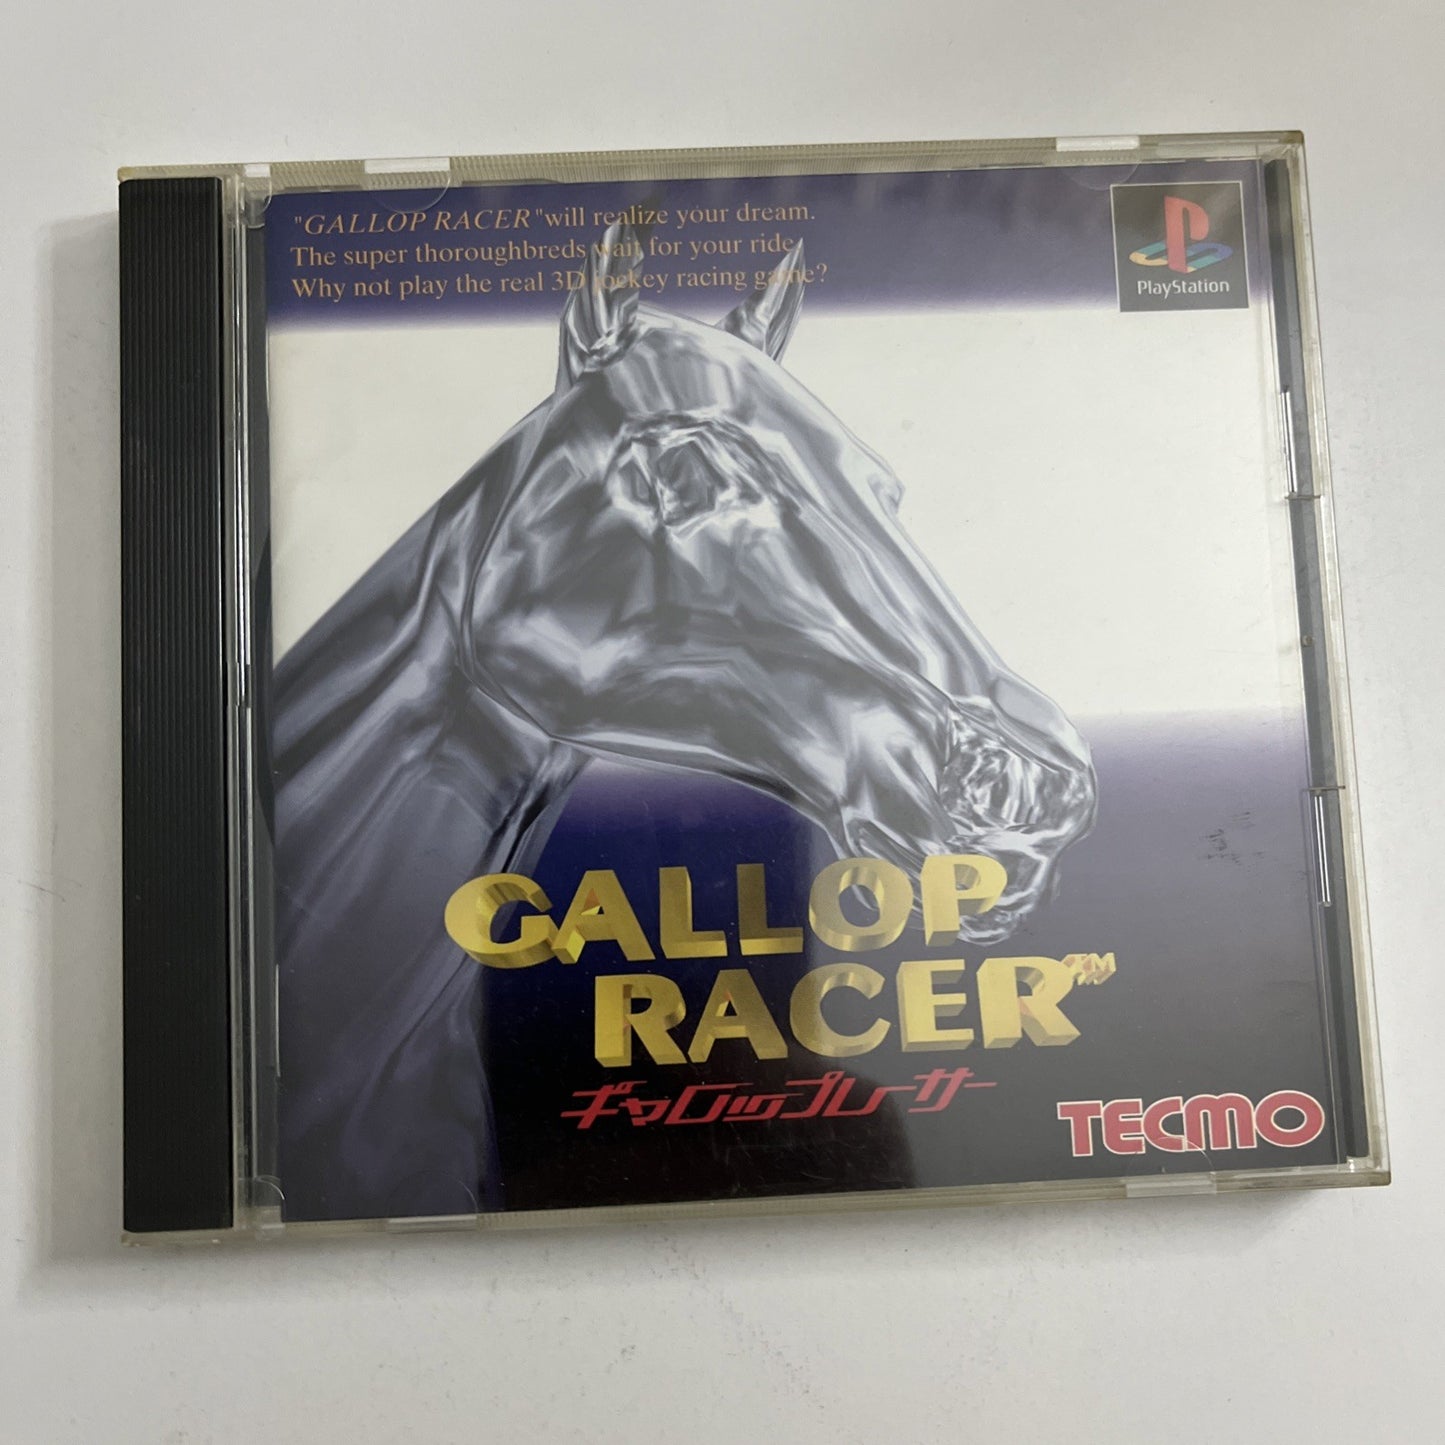 "GALLOP RACER"will realize your dream.
The super thoroughbreds wait for your ride.
Why not play the real 3D jockey racing game?
PlayStation
GALLOP
RACER™
ギャロップレーサー
TECMO